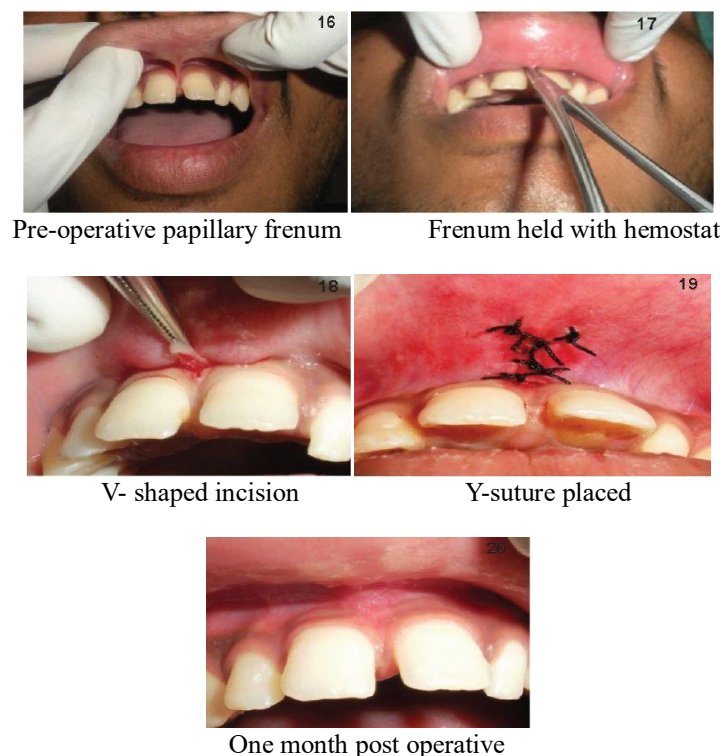 16
17
Pre-operative papillary frenum
Frenum held with hemostat
18
19
V- shaped incision
Y-suture placed
20
One month post operative